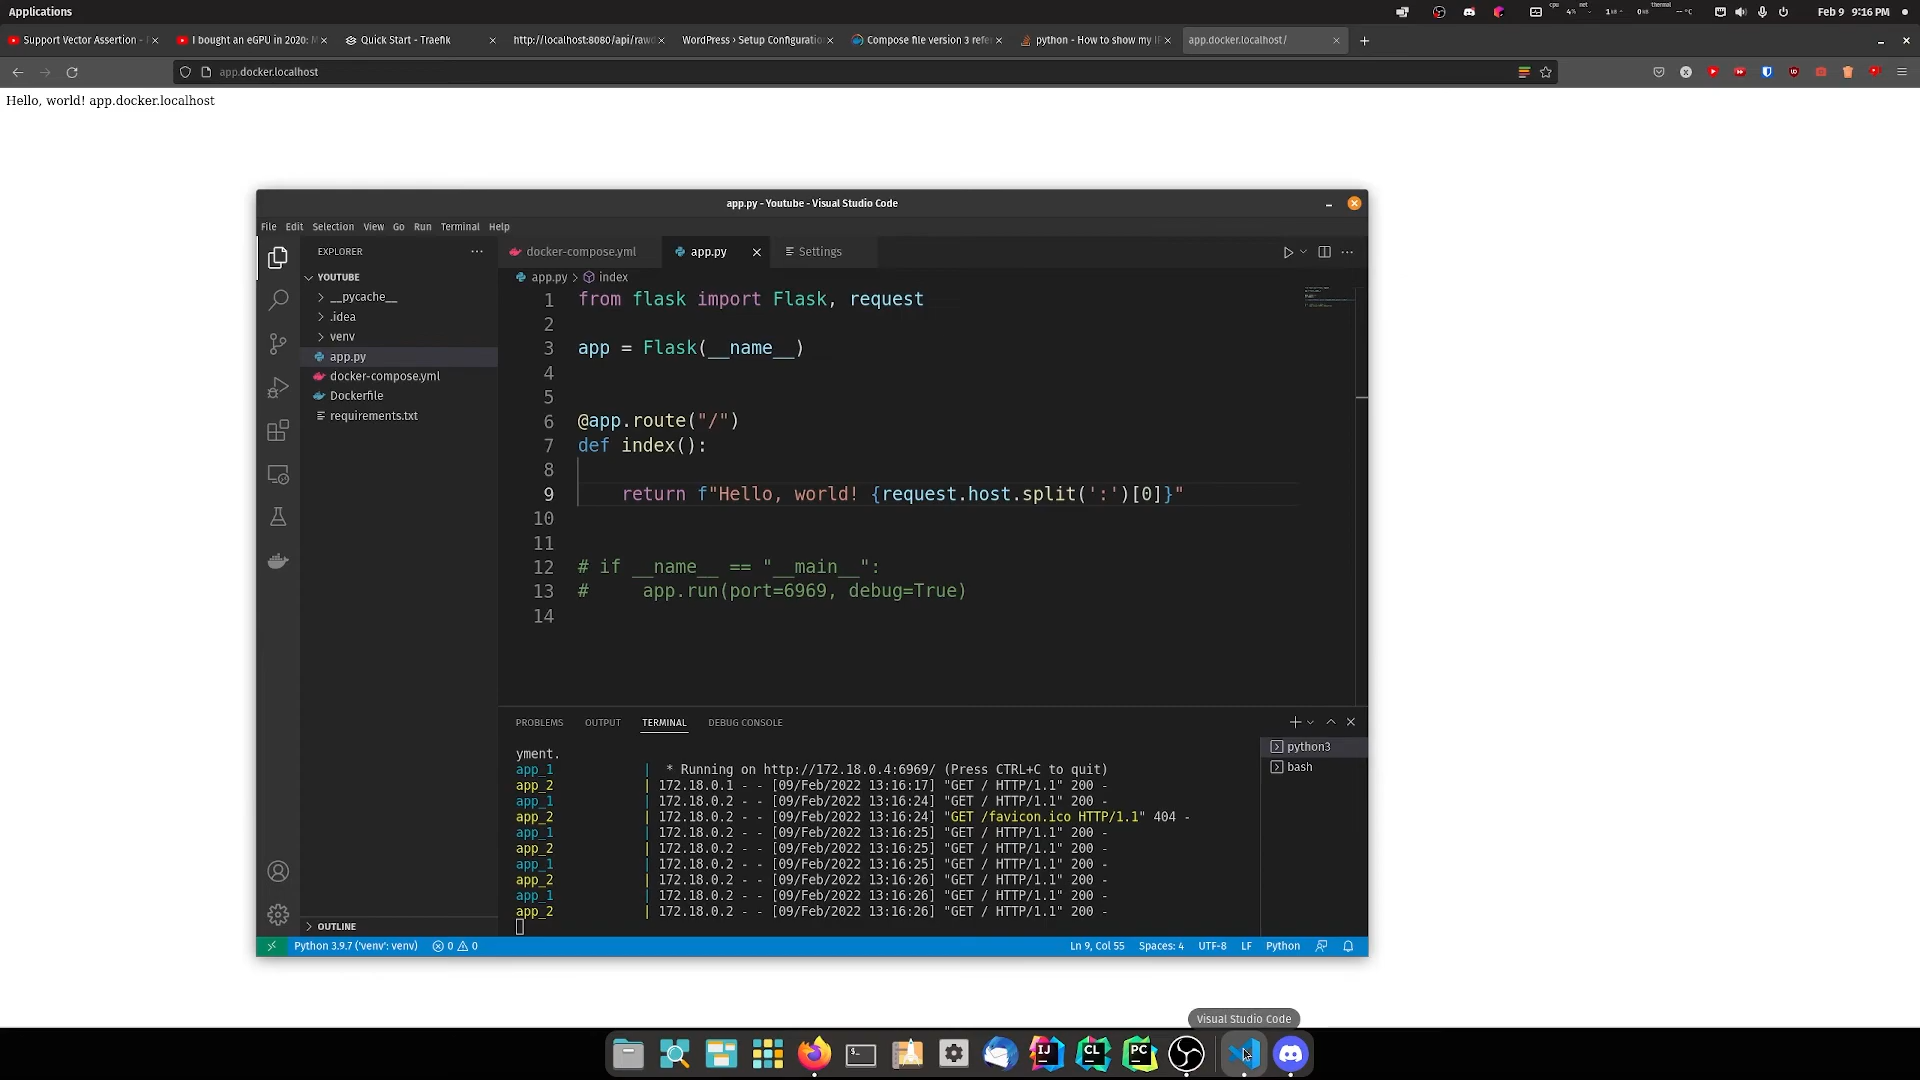 Applications
cpu 4% net 1kB 0kB thermal -- °C Feb 9 9:16 PM
Support Vector Assertion -
I bought an eGPU in 2020:
Quick Start - Traefik
http://localhost:8080/api/raw
WordPress › Setup Configuratio
Compose file version 3 refe
python - How to show my I
app.docker.localhost/
app.docker.localhost
Hello, world! app.docker.localhost
app.py - Youtube - Visual Studio Code
File Edit Selection View Go Run Terminal Help
EXPLORER
docker-compose.yml
app.py
Settings
YOUTUBE
__pycache__
.idea
venv
app.py
docker-compose.yml
Dockerfile
requirements.txt
OUTLINE
app.py > index
1 from flask import Flask, request
2
3 app = Flask(__name__)
4
5
6 @app.route("/")
7 def index():
8
9 return f"Hello, world! {request.host.split(':')[0]}"
10
11
12 # if __name__ == "__main__":
13 # app.run(port=6969, debug=True)
14
PROBLEMS OUTPUT TERMINAL DEBUG CONSOLE
python3
bash
yment.
app_1 | * Running on http://172.18.0.4:6969/ (Press CTRL+C to quit)
app_2 | 172.18.0.1 - - [09/Feb/2022 13:16:17] "GET / HTTP/1.1" 200 -
app_1 | 172.18.0.2 - - [09/Feb/2022 13:16:24] "GET / HTTP/1.1" 200 -
app_2 | 172.18.0.2 - - [09/Feb/2022 13:16:24] "GET /favicon.ico HTTP/1.1" 404 -
app_1 | 172.18.0.2 - - [09/Feb/2022 13:16:25] "GET / HTTP/1.1" 200 -
app_2 | 172.18.0.2 - - [09/Feb/2022 13:16:25] "GET / HTTP/1.1" 200 -
app_1 | 172.18.0.2 - - [09/Feb/2022 13:16:25] "GET / HTTP/1.1" 200 -
app_2 | 172.18.0.2 - - [09/Feb/2022 13:16:26] "GET / HTTP/1.1" 200 -
app_1 | 172.18.0.2 - - [09/Feb/2022 13:16:26] "GET / HTTP/1.1" 200 -
app_2 | 172.18.0.2 - - [09/Feb/2022 13:16:26] "GET / HTTP/1.1" 200 -
Python 3.9.7 ('venv': venv) 0 0 Ln 9, Col 55 Spaces: 4 UTF-8 LF Python
Visual Studio Code
IJ
CL
PC